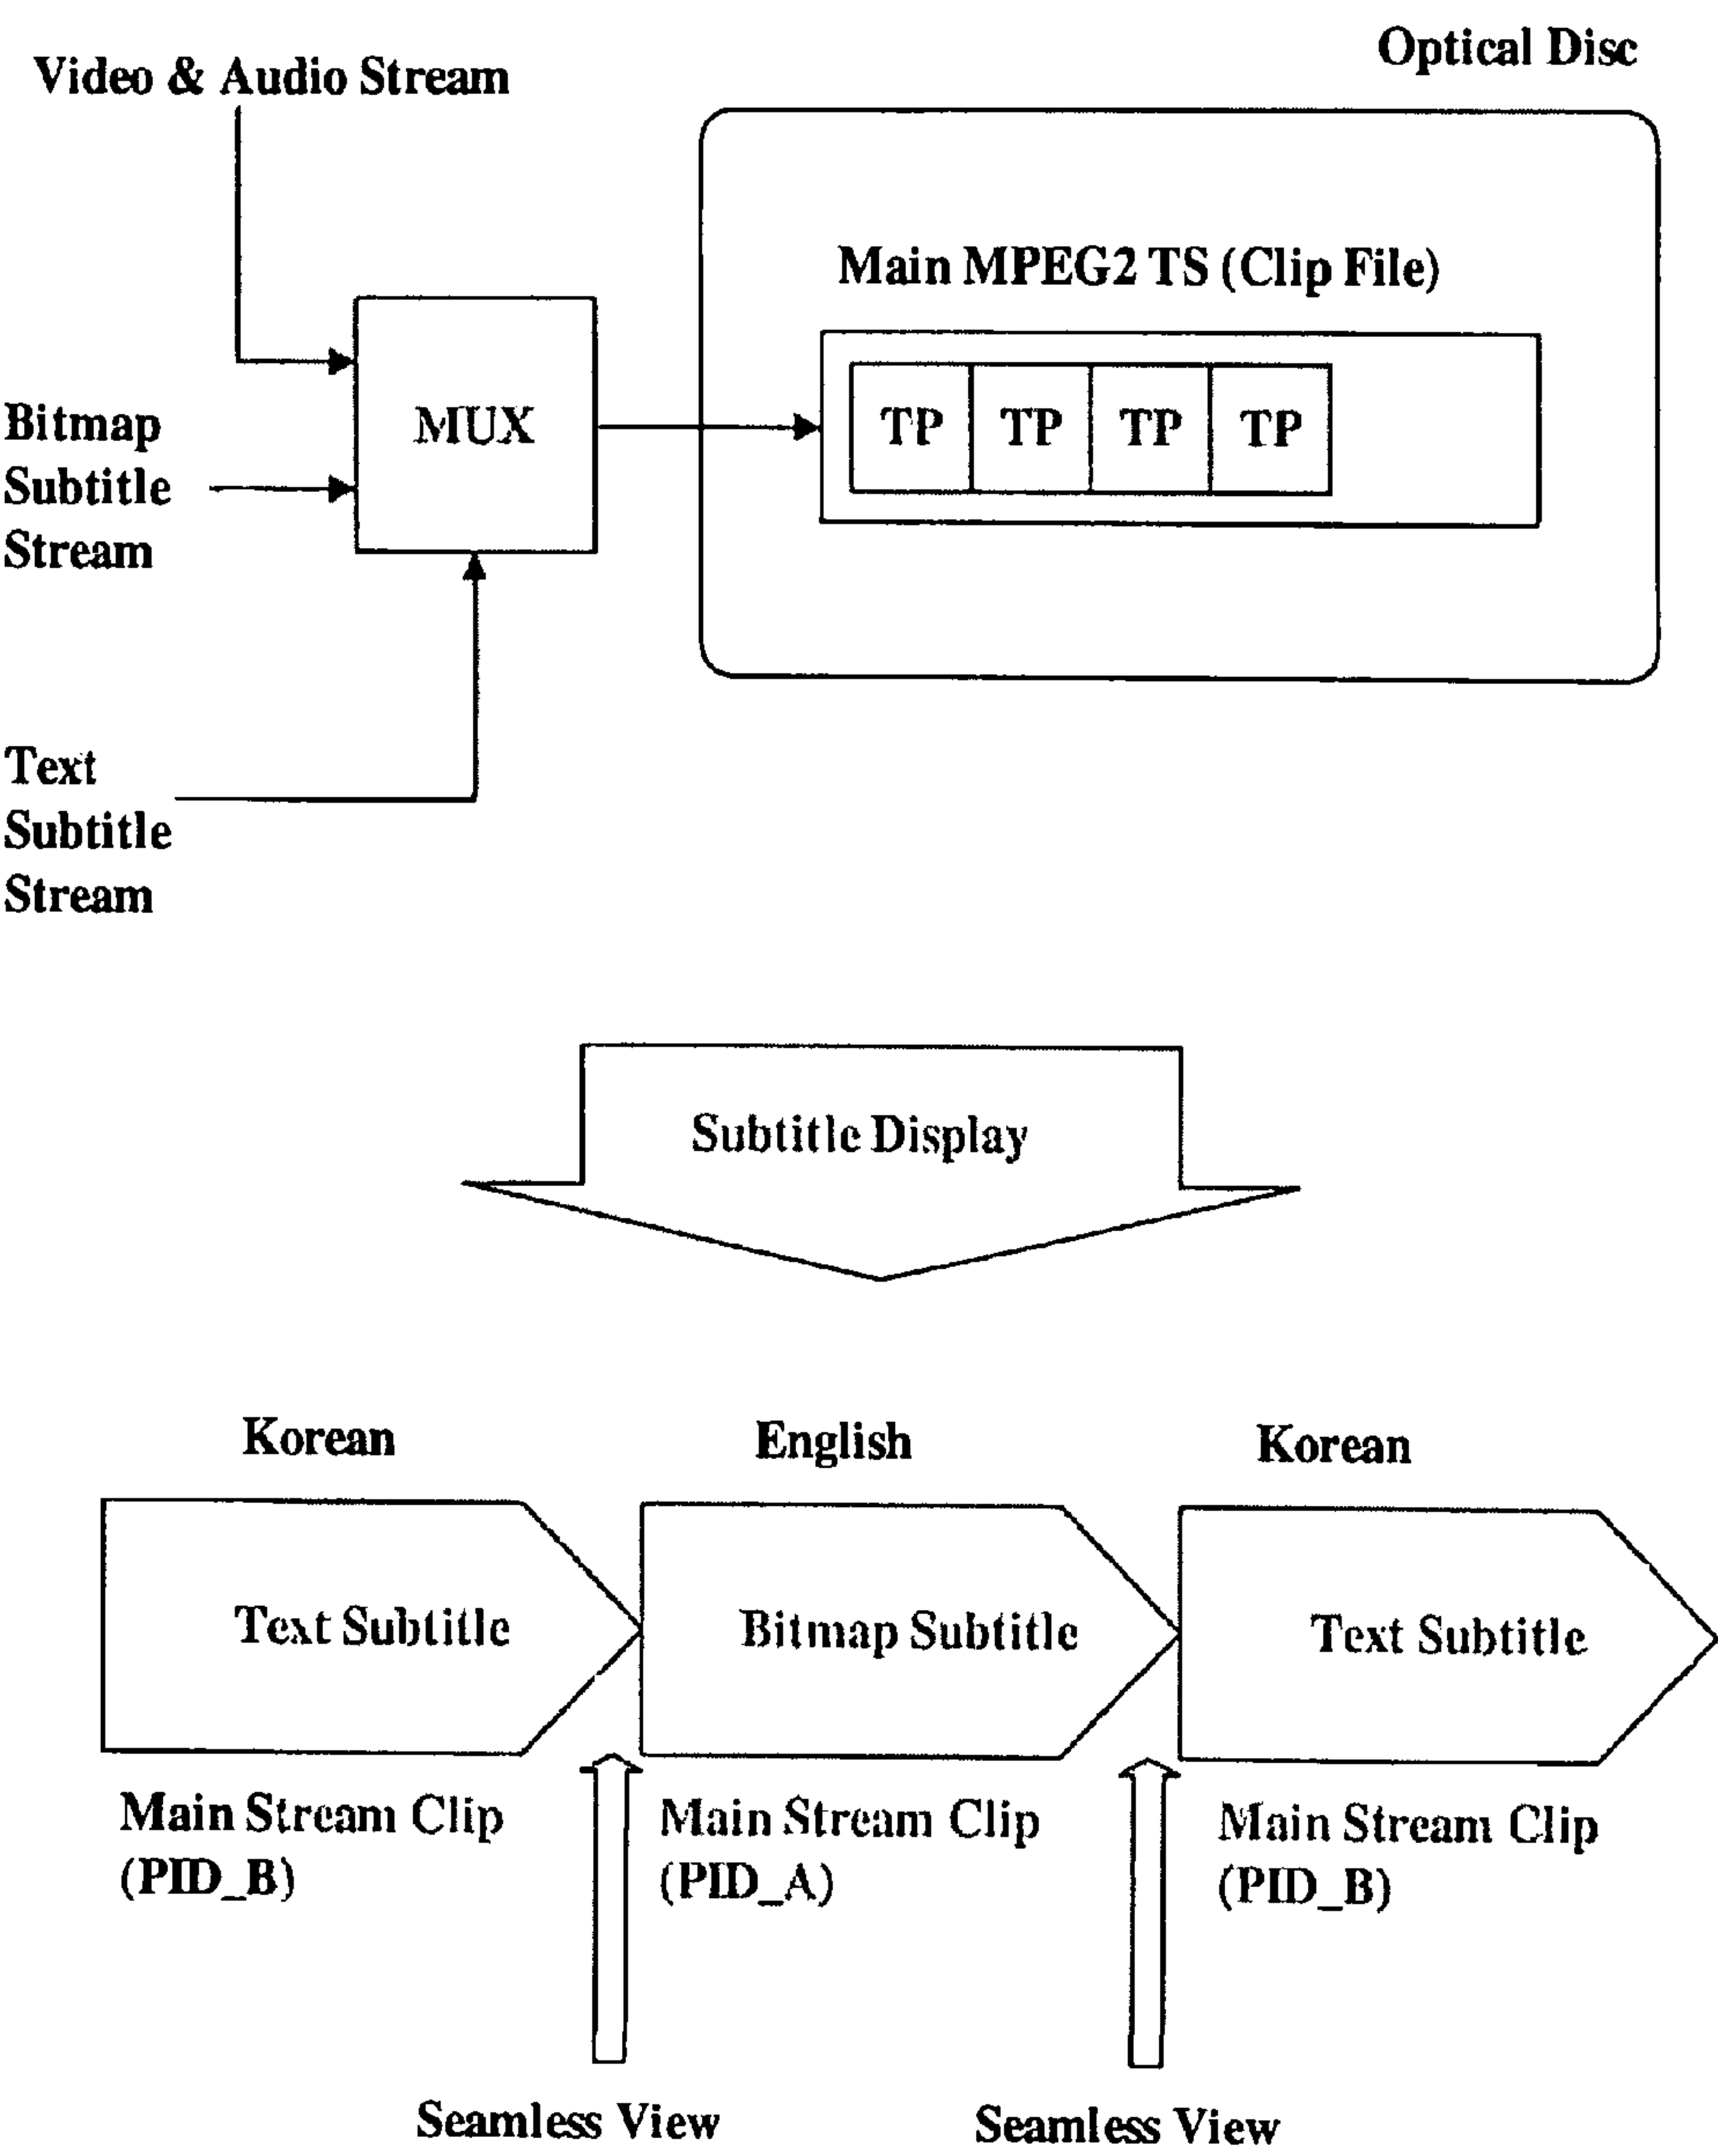 Optical Disc
Video & Audio Stream
Main MPEG2 TS (Clip File)
Bitmap
Subtitle
Stream
MUX
TP TP TP TP
Text
Subtitle
Stream
Subtitle Display
Korean
English
Korean
Text Subtitle
Bitmap Subtitle
Text Subtitle
Main Stream Clip
(PID_B)
Main Stream Clip
(PID_A)
Main Stream Clip
(PID_B)
Seamless View
Seamless View